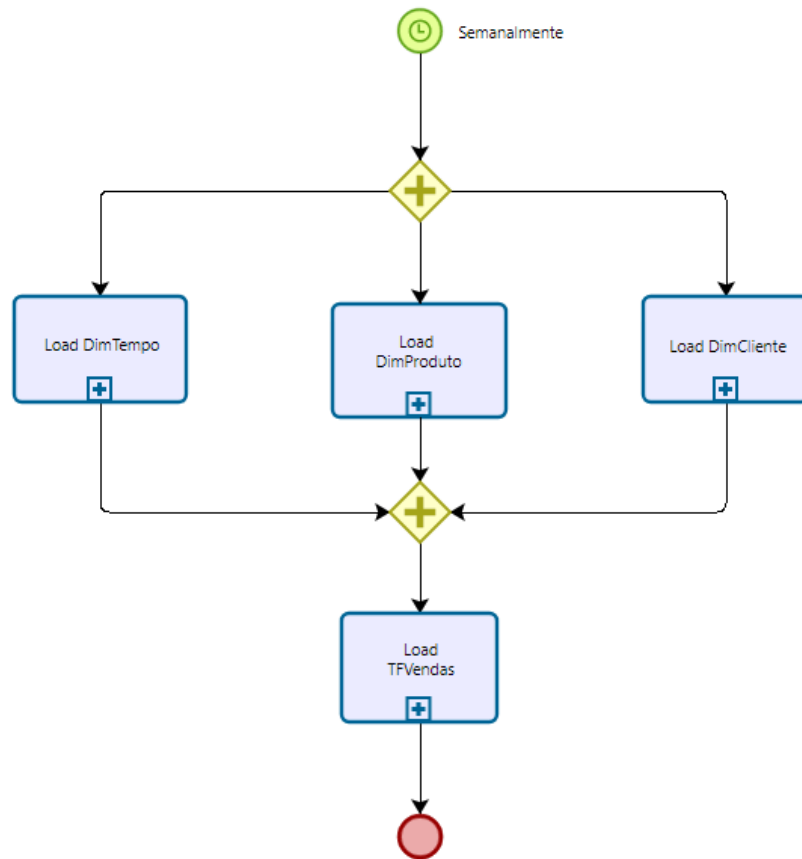 Semanalmente
Load DimTempo
Load
DimProduto
Load DimCliente
Load
TFVendas